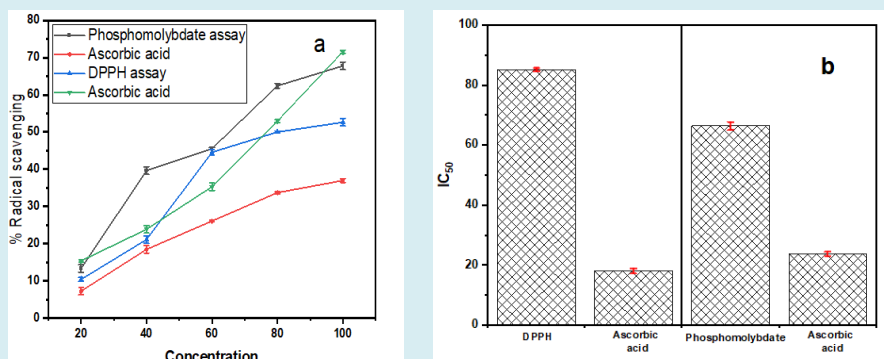 80
70
60
50
40
30
20
10
0
% Radical scavenging
Phosphomolybdate assay
Ascorbic acid
DPPH assay
Ascorbic acid
a
20 40 60 80 100
Concentration
100
80
60
40
20
0
IC50
b
DPPH Ascorbic acid Phosphomolybdate Ascorbic acid